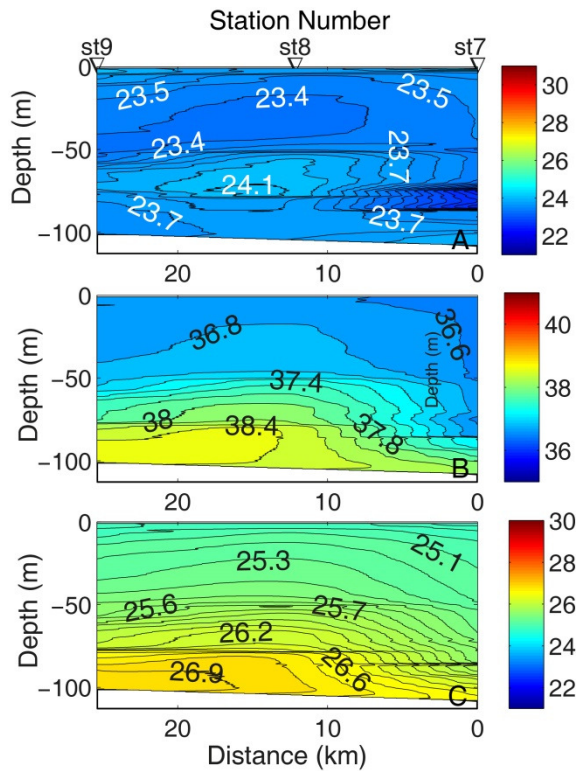 Station Number
st9 st8 st7
0
−50
−100
Depth (m)
23.5 23.4 23.5
23.4 23.7
24.1
23.7 23.7
A
20 10 0
30
28
26
24
22
0
−50
−100
Depth (m)
36.8 36.6
Depth (m)
37.4
38 38.4 37.8
B
20 10 0
40
38
36
0
−50
−100
Depth (m)
25.3 25.1
25.6 25.7
26.2
26.9 26.6
C
20 10 0
Distance (km)
30
28
26
24
22